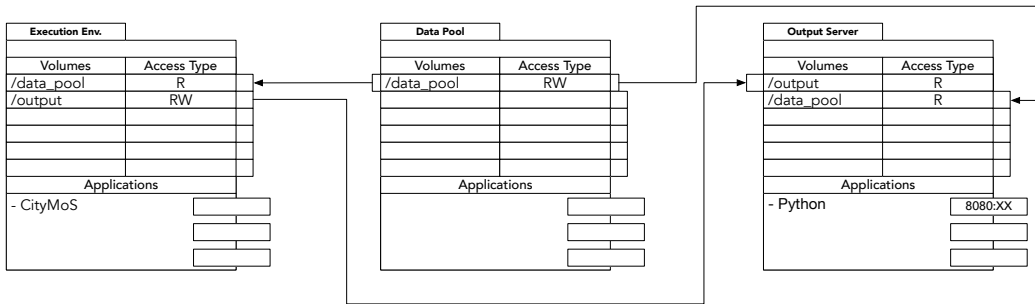 Execution Env.
Volumes Access Type
/data_pool R
/output RW
Applications
- CityMoS
Data Pool
Volumes Access Type
/data_pool RW
Applications
Output Server
Volumes Access Type
/output R
/data_pool R
Applications
- Python 8080:XX